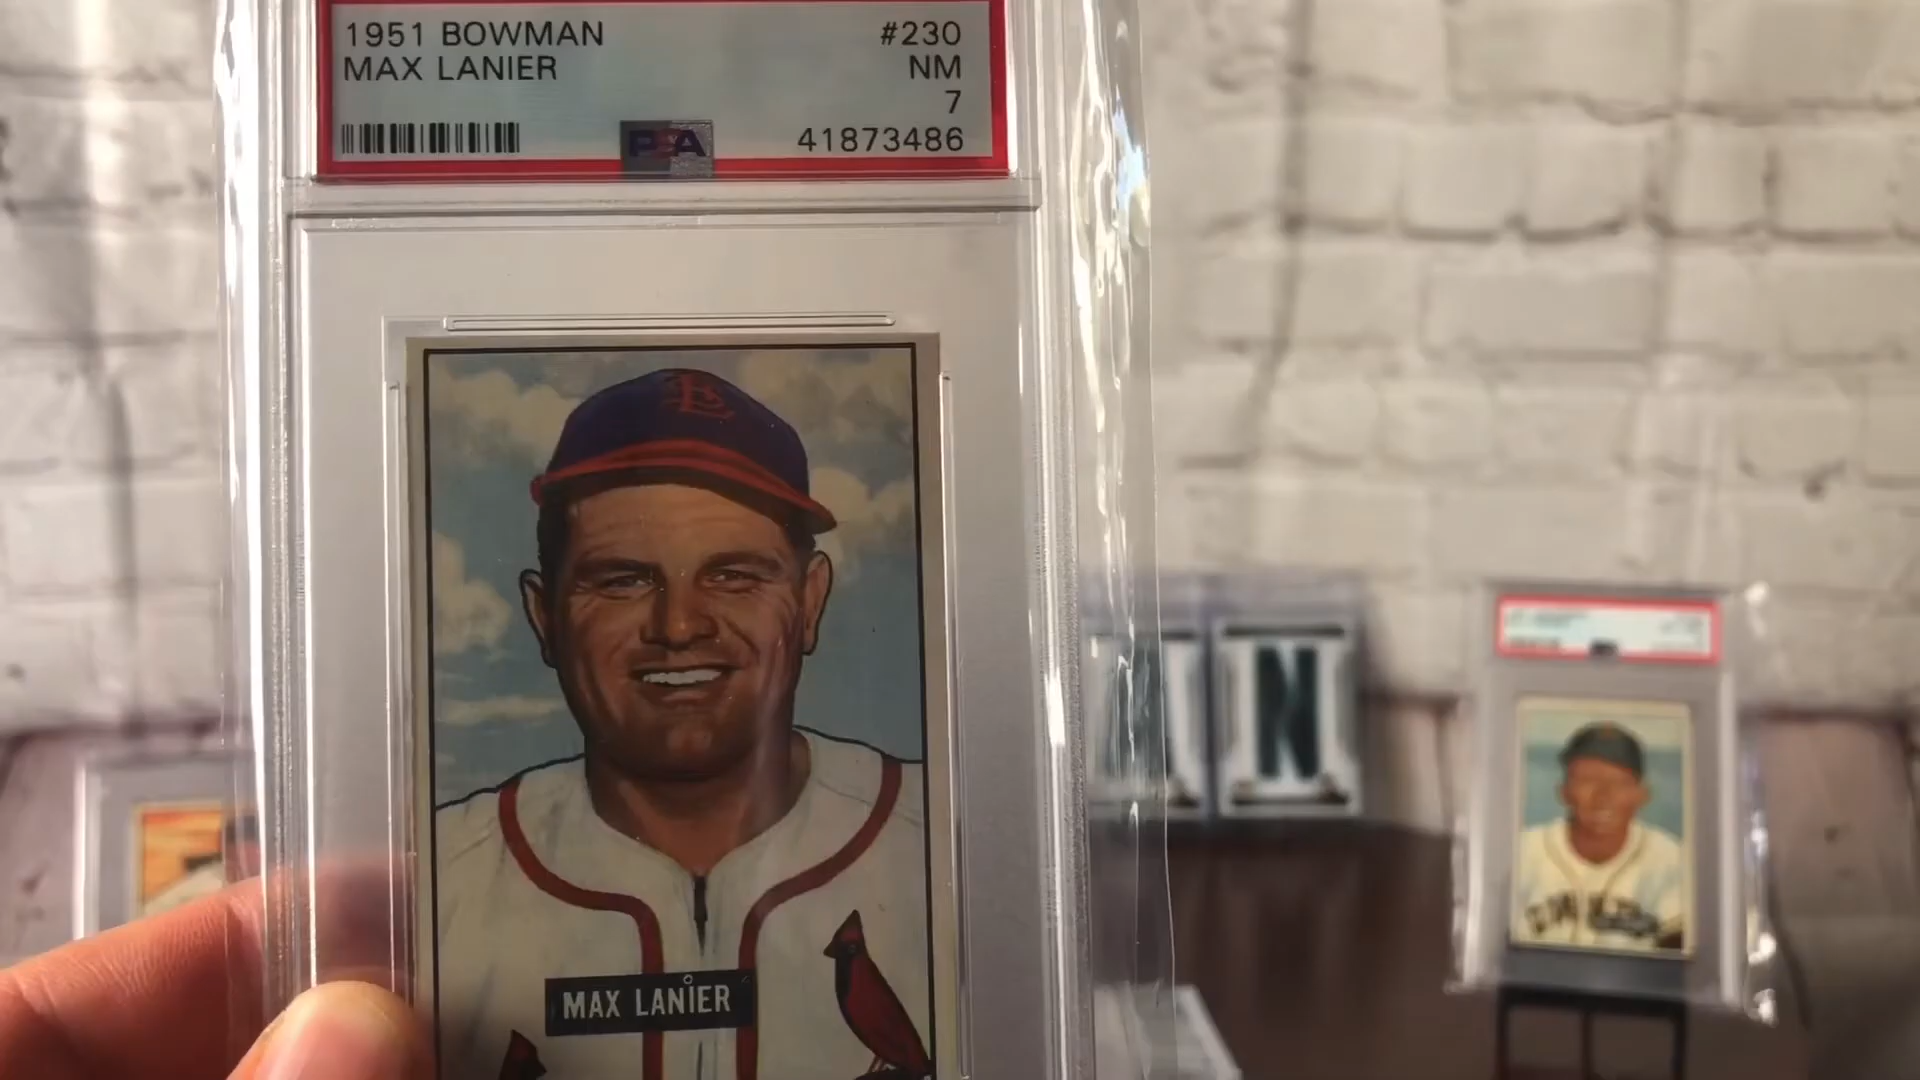 1951 BOWMAN #230
MAX LANIER NM
7
PSA 41873486
MAX LANIER
N